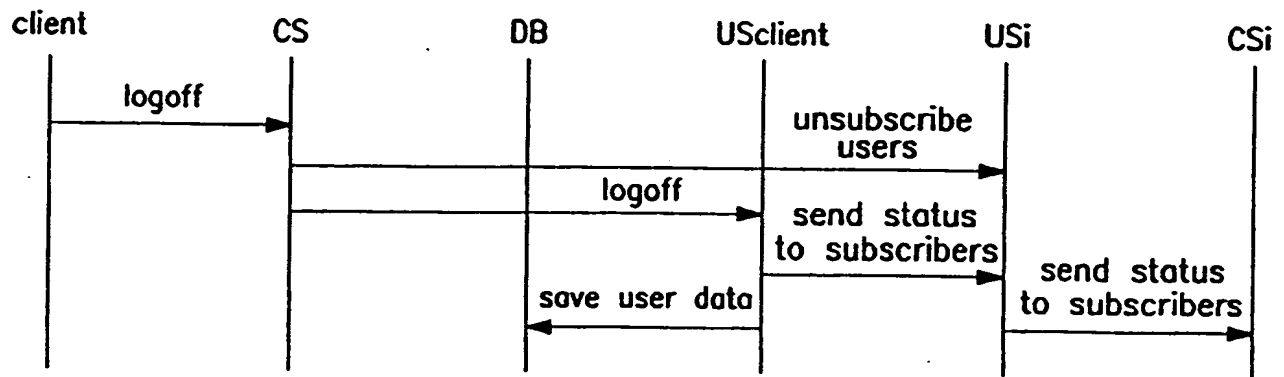 client CS DB USclient USi CSi
logoff
unsubscribe
users
logoff
send status
to subscribers
send status
to subscribers
save user data